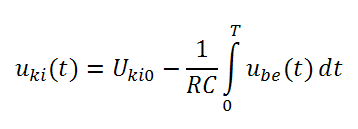 u_ki(t) = U_ki0 − 1/RC ∫_0^T u_be(t) dt